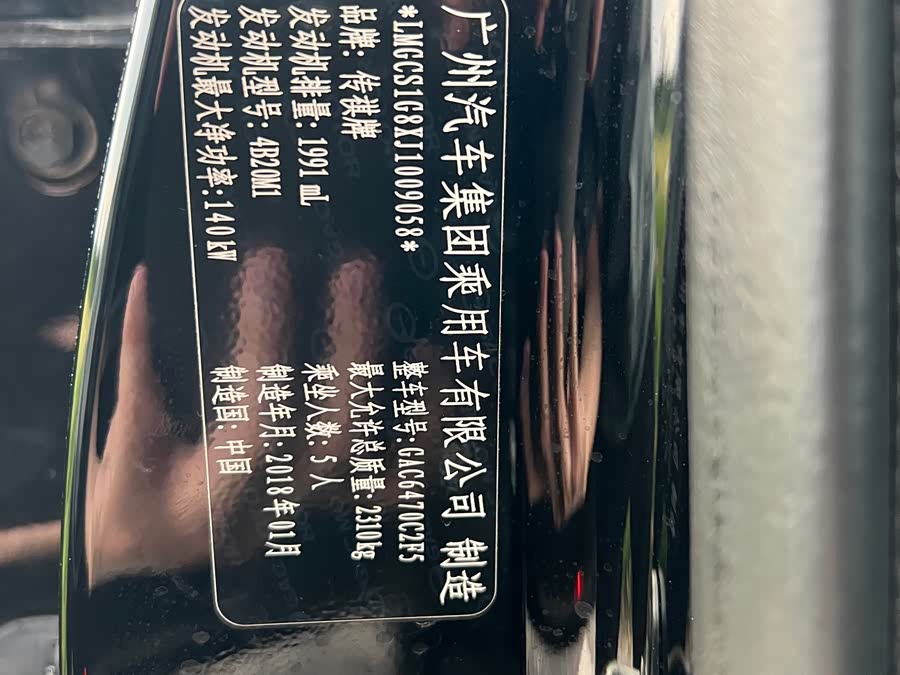 广州汽车集团乘用车有限公司 制造
*LMGCS1G8XJ1009058* 整车型号:GAC6470C2F5
品牌: 传祺牌 最大允许总质量: 2310kg
发动机排量: 1991 mL 乘坐人数: 5 人
发动机型号: 4B20M1 制造年月: 2018年01月
发动机最大净功率:140kW 制造国: 中国